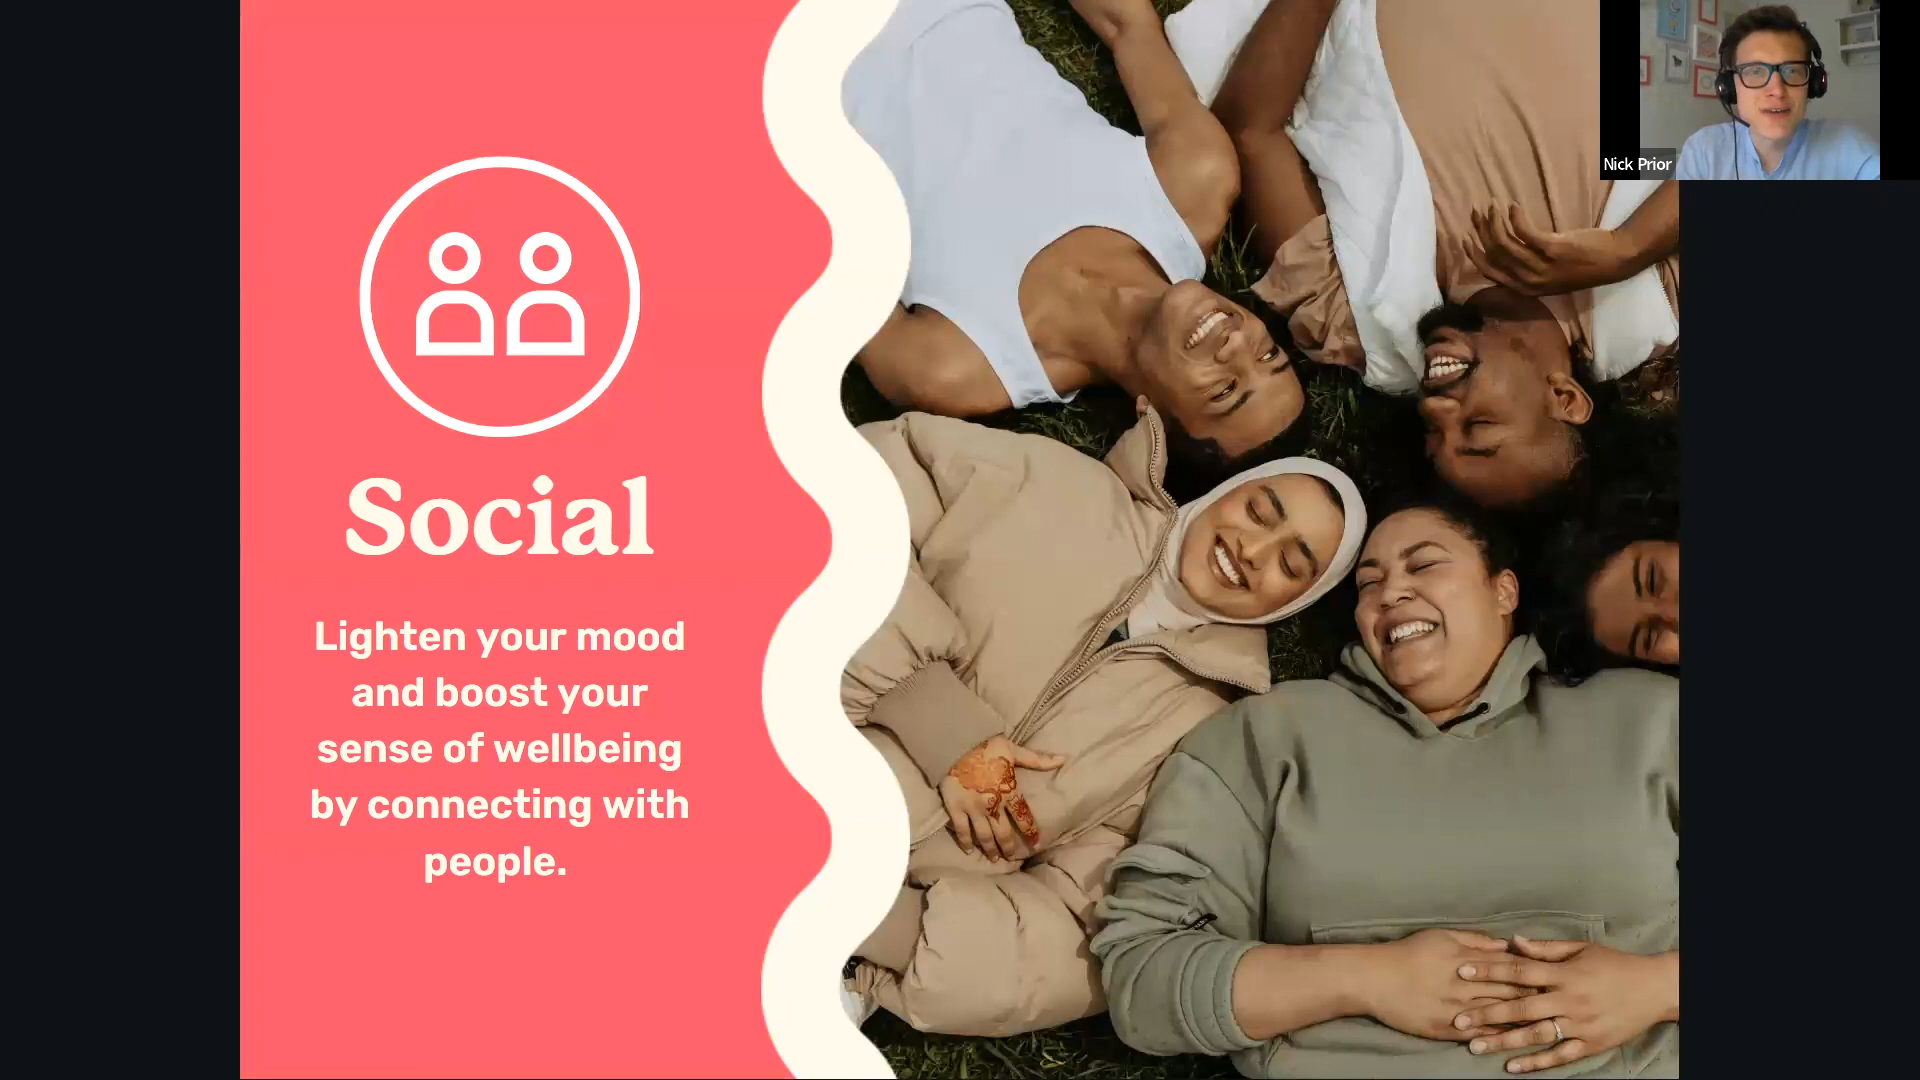 Social
Lighten your mood
and boost your
sense of wellbeing
by connecting with
people.
Nick Prior